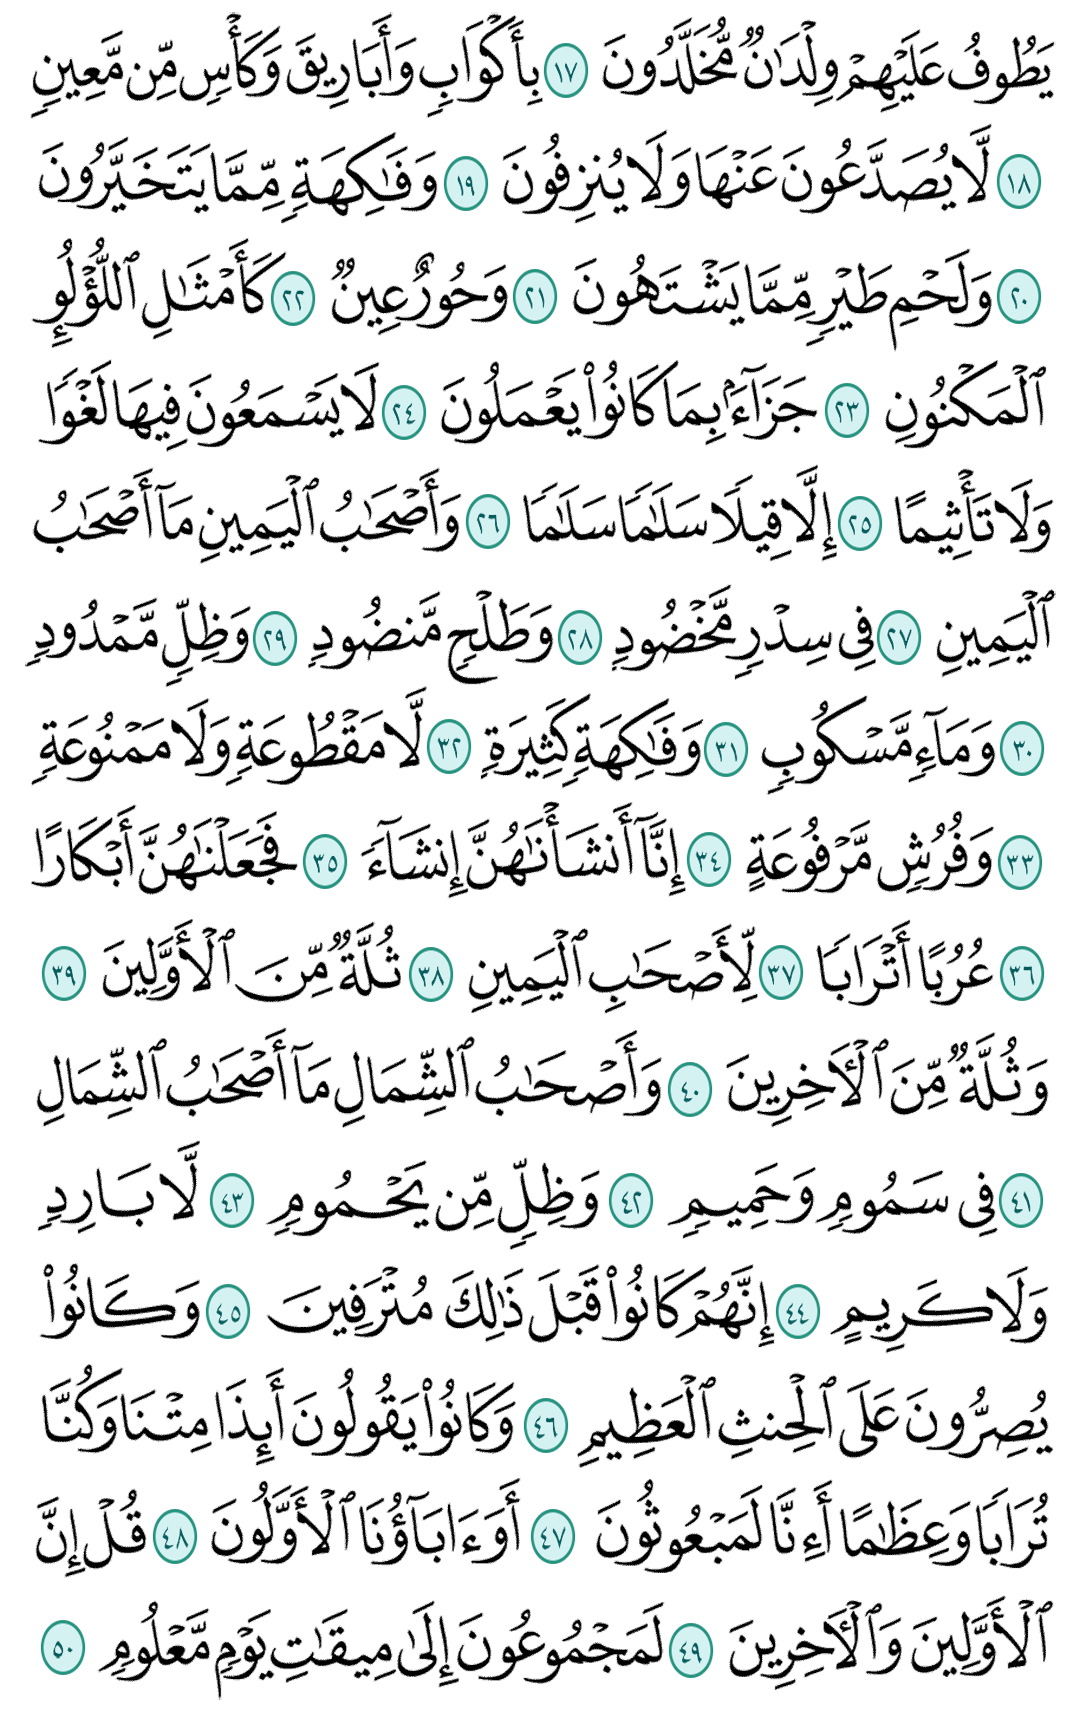 يَطُوفُ عَلَيْهِمْ وِلْدَٰنٌ مُّخَلَّدُونَ ١٧ بِأَكْوَابٍ وَأَبَارِيقَ وَكَأْسٍ مِّن مَّعِينٍ
١٨ لَّا يُصَدَّعُونَ عَنْهَا وَلَا يُنزِفُونَ ١٩ وَفَٰكِهَةٍ مِّمَّا يَتَخَيَّرُونَ
٢٠ وَلَحْمِ طَيْرٍ مِّمَّا يَشْتَهُونَ ٢١ وَحُورٌ عِينٌ ٢٢ كَأَمْثَٰلِ ٱللُّؤْلُؤِ
ٱلْمَكْنُونِ ٢٣ جَزَآءًۢ بِمَا كَانُوا۟ يَعْمَلُونَ ٢٤ لَا يَسْمَعُونَ فِيهَا لَغْوًا
وَلَا تَأْثِيمًا ٢٥ إِلَّا قِيلًا سَلَٰمًا سَلَٰمًا ٢٦ وَأَصْحَٰبُ ٱلْيَمِينِ مَآ أَصْحَٰبُ
ٱلْيَمِينِ ٢٧ فِى سِدْرٍ مَّخْضُودٍ ٢٨ وَطَلْحٍ مَّنضُودٍ ٢٩ وَظِلٍّ مَّمْدُودٍ
٣٠ وَمَآءٍ مَّسْكُوبٍ ٣١ وَفَٰكِهَةٍ كَثِيرَةٍ ٣٢ لَّا مَقْطُوعَةٍ وَلَا مَمْنُوعَةٍ
٣٣ وَفُرُشٍ مَّرْفُوعَةٍ ٣٤ إِنَّآ أَنشَأْنَٰهُنَّ إِنشَآءً ٣٥ فَجَعَلْنَٰهُنَّ أَبْكَارًا
٣٦ عُرُبًا أَتْرَابًا ٣٧ لِّأَصْحَٰبِ ٱلْيَمِينِ ٣٨ ثُلَّةٌ مِّنَ ٱلْأَوَّلِينَ ٣٩
وَثُلَّةٌ مِّنَ ٱلْـَٔاخِرِينَ ٤٠ وَأَصْحَٰبُ ٱلشِّمَالِ مَآ أَصْحَٰبُ ٱلشِّمَالِ
٤١ فِى سَمُومٍ وَحَمِيمٍ ٤٢ وَظِلٍّ مِّن يَحْمُومٍ ٤٣ لَّا بَارِدٍ
وَلَا كَرِيمٍ ٤٤ إِنَّهُمْ كَانُوا۟ قَبْلَ ذَٰلِكَ مُتْرَفِينَ ٤٥ وَكَانُوا۟
يُصِرُّونَ عَلَى ٱلْحِنثِ ٱلْعَظِيمِ ٤٦ وَكَانُوا۟ يَقُولُونَ أَئِذَا مِتْنَا وَكُنَّا
تُرَابًا وَعِظَٰمًا أَءِنَّا لَمَبْعُوثُونَ ٤٧ أَوَءَابَآؤُنَا ٱلْأَوَّلُونَ ٤٨ قُلْ إِنَّ
ٱلْأَوَّلِينَ وَٱلْـَٔاخِرِينَ ٤٩ لَمَجْمُوعُونَ إِلَىٰ مِيقَٰتِ يَوْمٍ مَّعْلُومٍ ٥٠